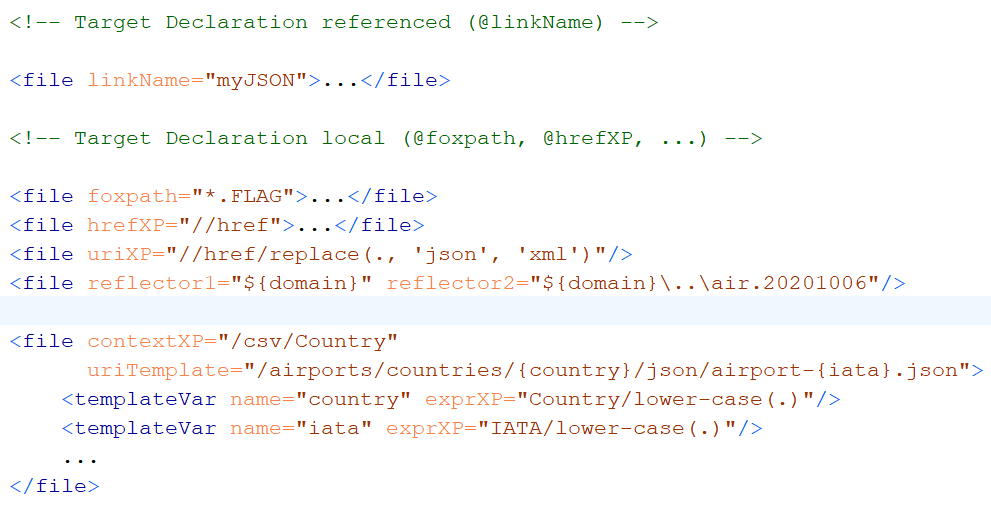 <!-- Target Declaration referenced (@linkName) -->
<file linkName="myJSON">...</file>
<!-- Target Declaration local (@foxpath, @hrefXP, ...) -->
<file foxpath="*.FLAG">...</file>
<file hrefXP="//href">...</file>
<file uriXP="//href/replace(., 'json', 'xml')"/>
<file reflector1="${domain}" reflector2="${domain}\..\air.20201006"/>
<file contextXP="/csv/Country"
uriTemplate="/airports/countries/{country}/json/airport-{iata}.json">
<templateVar name="country" exprXP="Country/lower-case(.)"/>
<templateVar name="iata" exprXP="IATA/lower-case(.)"/>
...
</file>